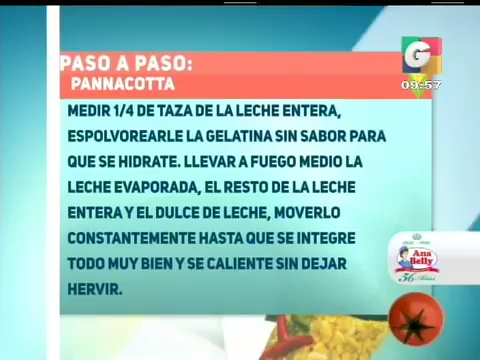 PASO A PASO:
PANNACOTTA
G
09:57
MEDIR 1/4 DE TAZA DE LA LECHE ENTERA,
ESPOLVOREARLE LA GELATINA SIN SABOR PARA
QUE SE HIDRATE. LLEVAR A FUEGO MEDIO LA
LECHE EVAPORADA, EL RESTO DE LA LECHE
ENTERA Y EL DULCE DE LECHE, MOVERLO
CONSTANTEMENTE HASTA QUE SE INTEGRE
TODO MUY BIEN Y SE CALIENTE SIN DEJAR
HERVIR.
Ana
Belly
56 Años